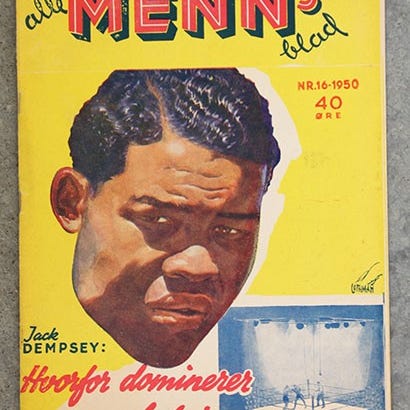 alle MENNS
blad
NR.16-1950
40
ØRE
Jack
DEMPSEY:
Hvorfor dominerer